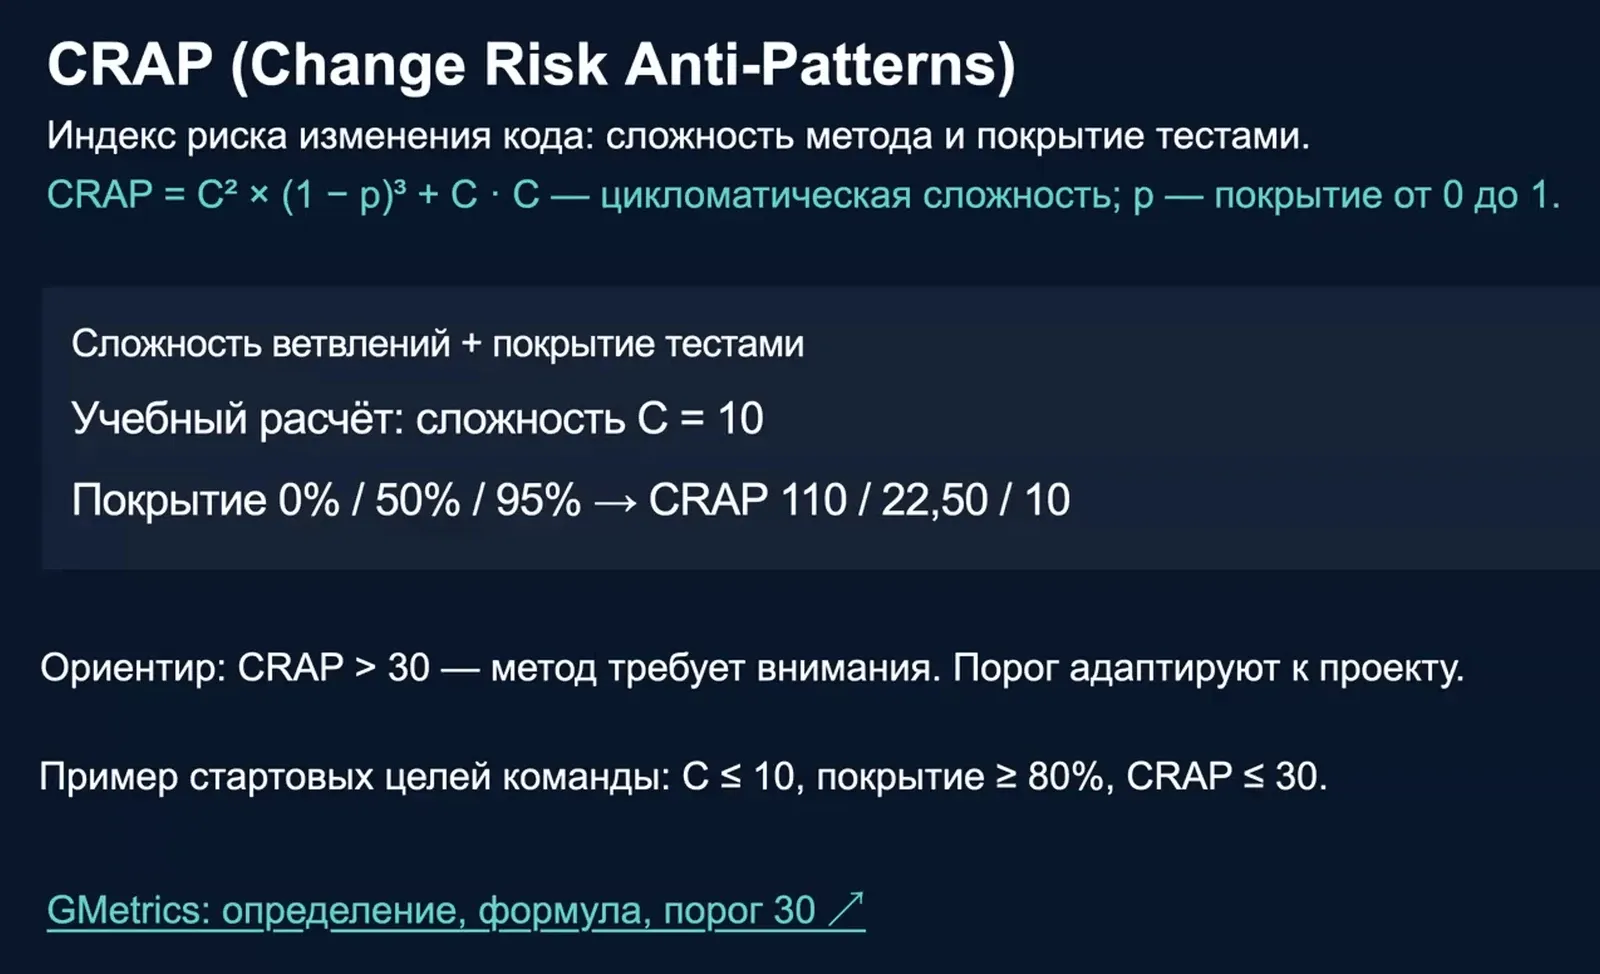 CRAP (Change Risk Anti-Patterns)
Индекс риска изменения кода: сложность метода и покрытие тестами.
CRAP = C² × (1 − p)³ + C · C — цикломатическая сложность; p — покрытие от 0 до 1.
Сложность ветвлений + покрытие тестами
Учебный расчёт: сложность C = 10
Покрытие 0% / 50% / 95% → CRAP 110 / 22,50 / 10
Ориентир: CRAP > 30 — метод требует внимания. Порог адаптируют к проекту.
Пример стартовых целей команды: C ≤ 10, покрытие ≥ 80%, CRAP ≤ 30.
GMetrics: определение, формула, порог 30 ↗